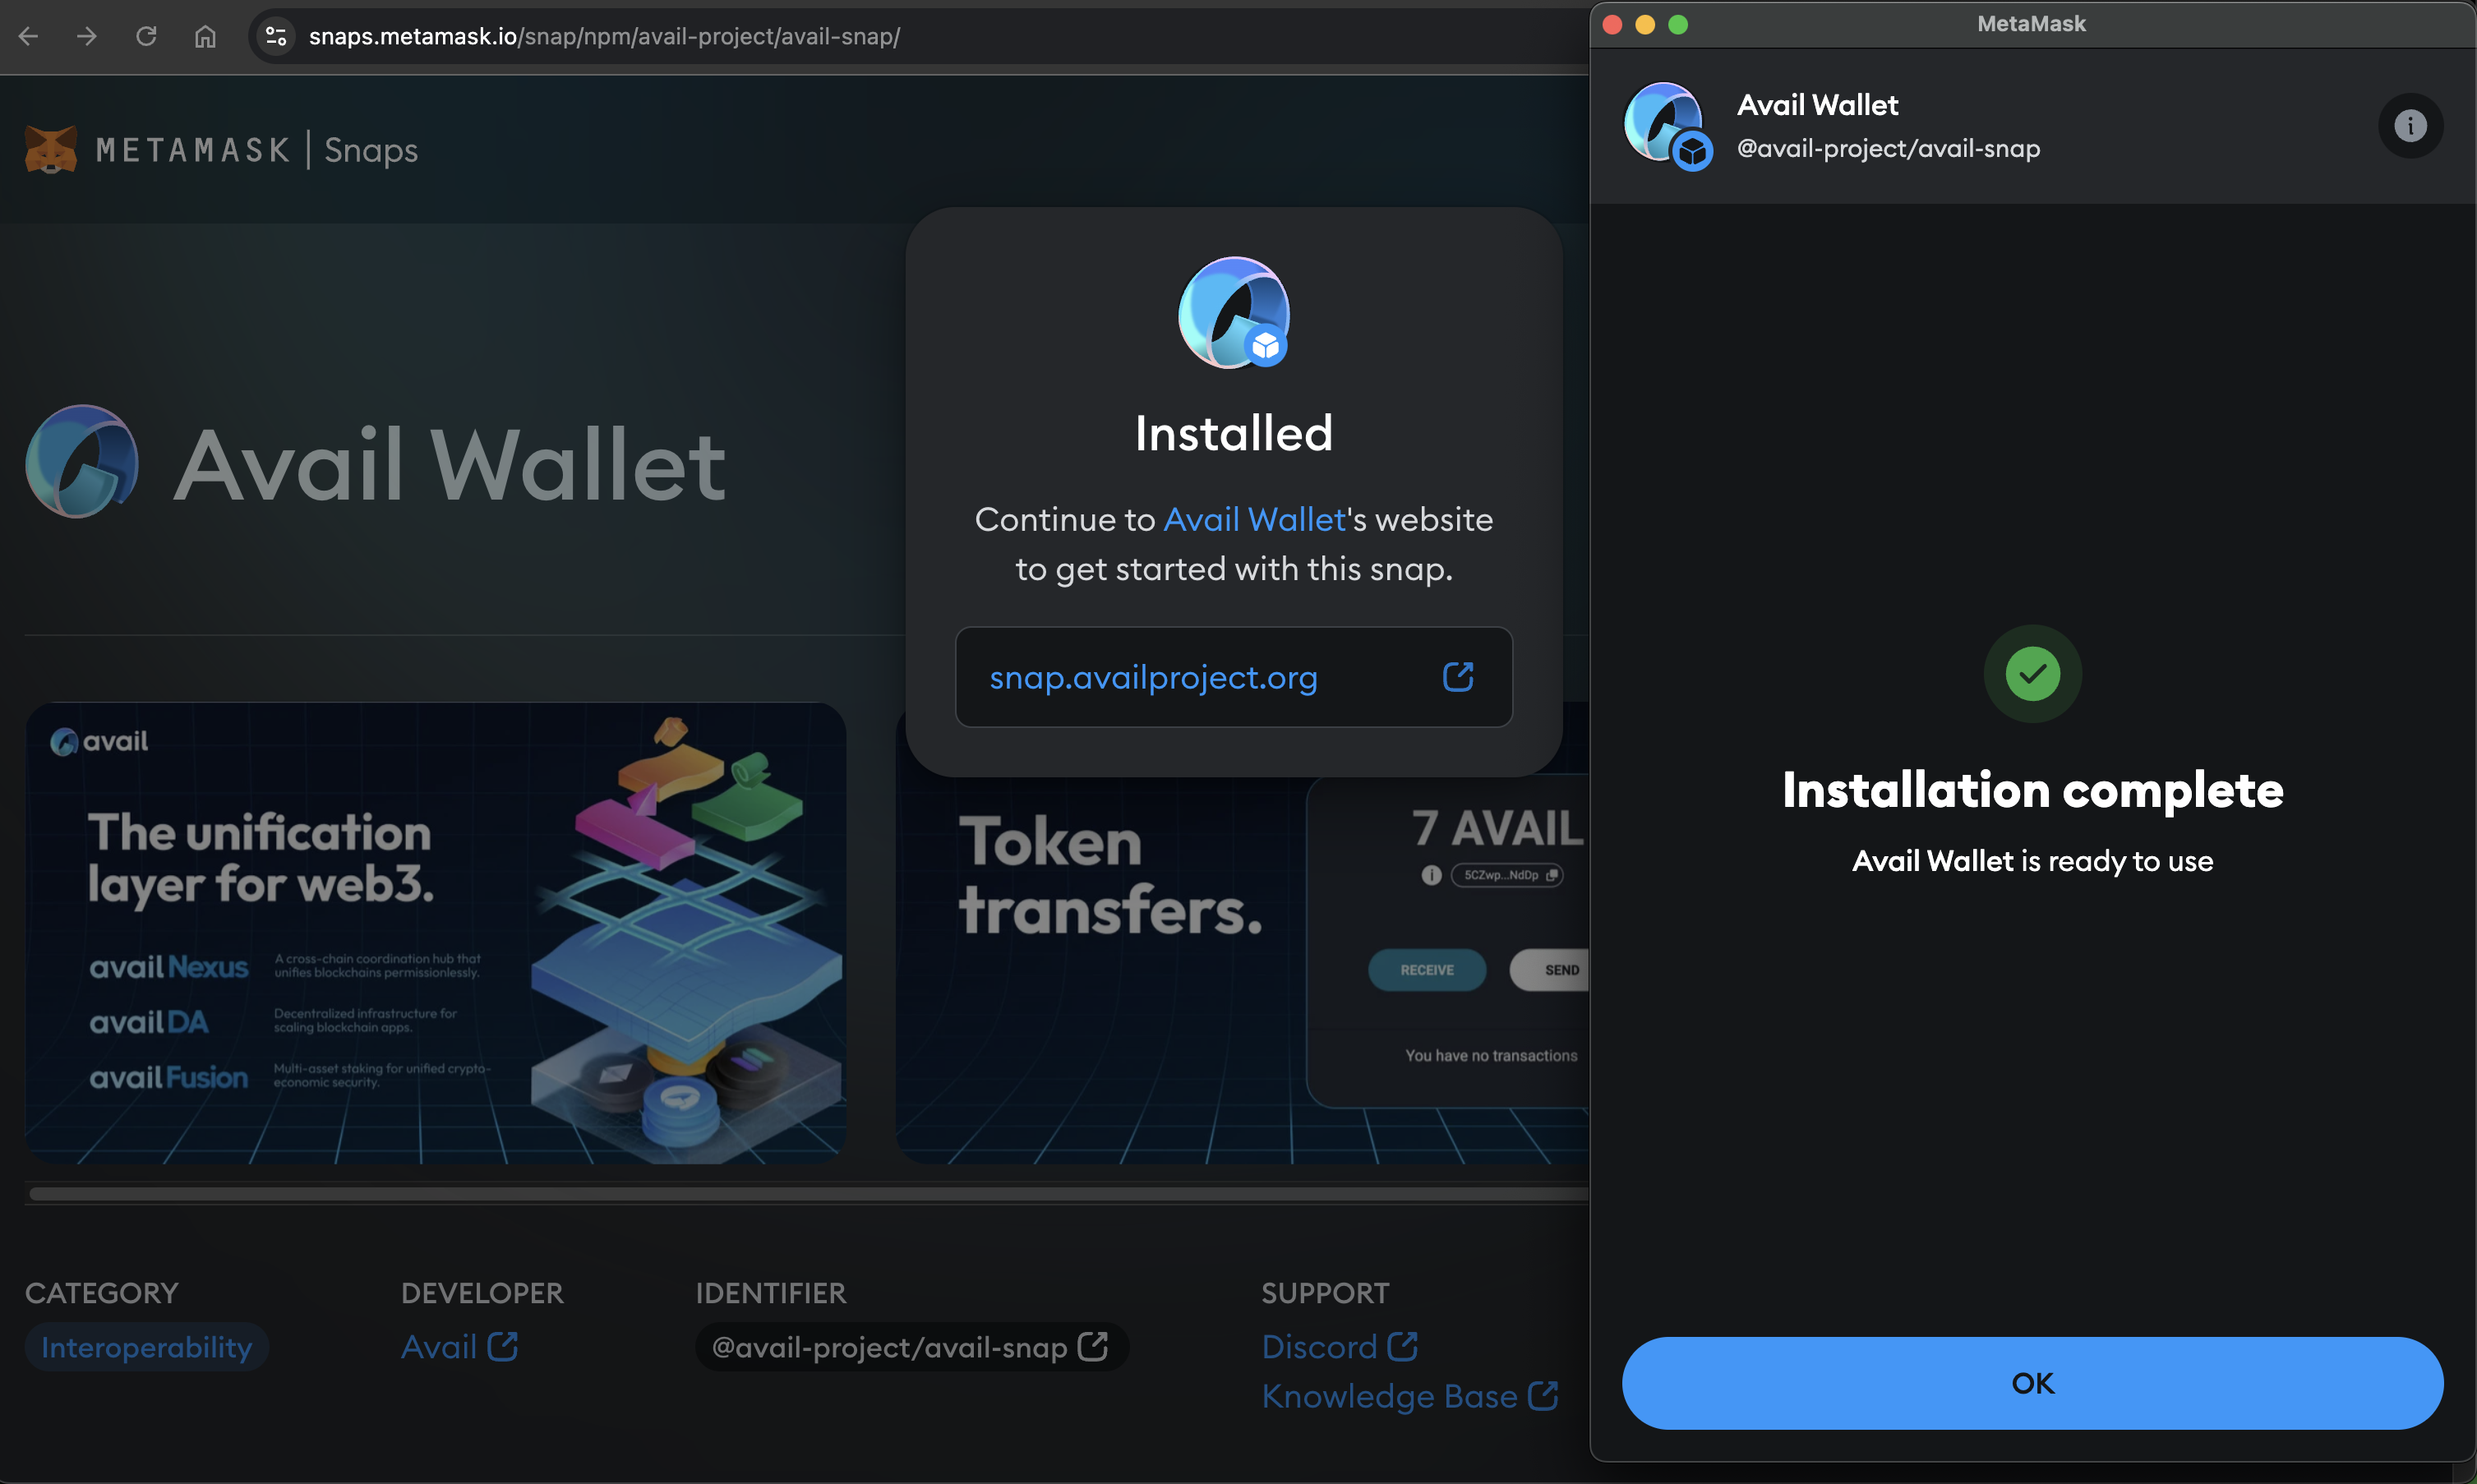 snaps.metamask.io/snap/npm/avail-project/avail-snap/
METAMASK | Snaps
Avail Wallet
avail
The unification
layer for web3.
avail Nexus
A cross-chain coordination hub that
unifies blockchains permissionlessly.
avail DA
Decentralized infrastructure for
scaling blockchain apps.
avail Fusion
Multi-asset staking for unified crypto-
economic security.
Installed
Continue to Avail Wallet's website
to get started with this snap.
snap.availproject.org
Token
transfers.
7 AVAIL
5CZwp...NdDp
RECEIVE
SEND
You have no transactions
CATEGORY
Interoperability
DEVELOPER
Avail
IDENTIFIER
@avail-project/avail-snap
SUPPORT
Discord
Knowledge Base
MetaMask
Avail Wallet
@avail-project/avail-snap
Installation complete
Avail Wallet is ready to use
OK